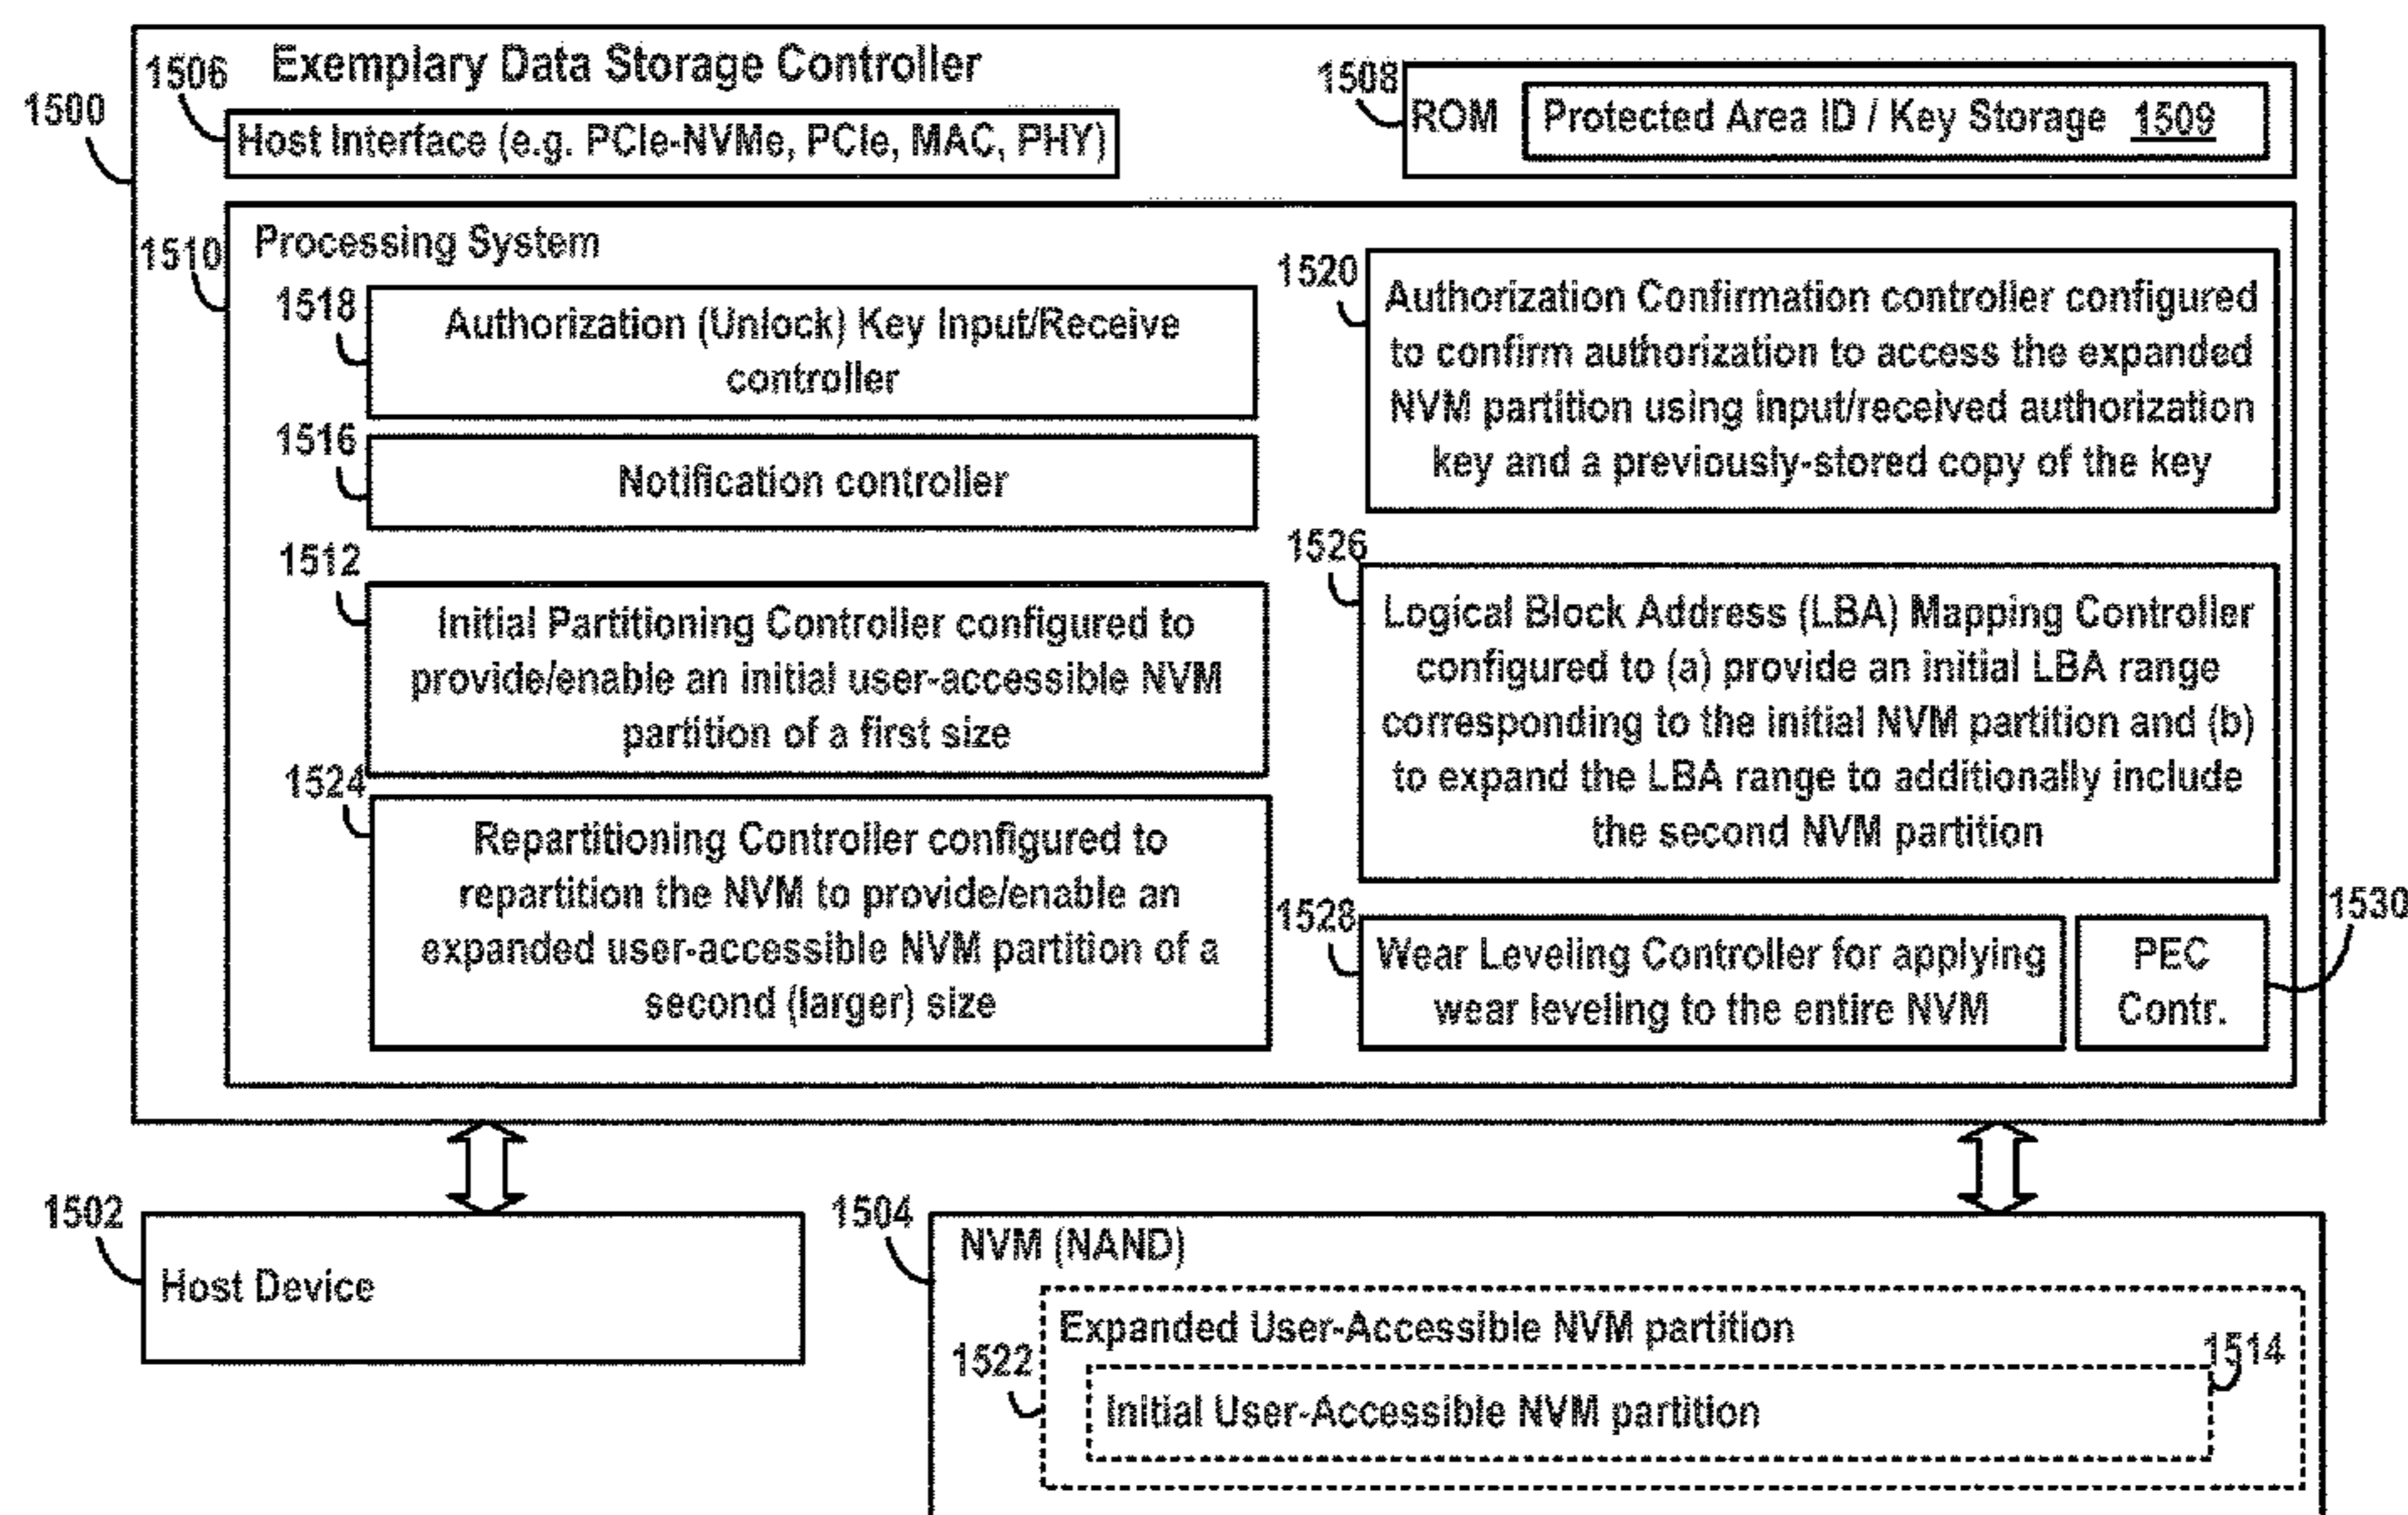 Exemplary Data Storage Controller
1500
1506
Host Interface (e.g. PCIe-NVMe, PCIe, MAC, PHY)
1508
ROM
Protected Area ID / Key Storage 1509
1510
Processing System
1518
Authorization (Unlock) Key Input/Receive
controller
1516
Notification controller
1512
Initial Partitioning Controller configured to
provide/enable an initial user-accessible NVM
partition of a first size
1524
Repartitioning Controller configured to
repartition the NVM to provide/enable an
expanded user-accessible NVM partition of a
second (larger) size
1520
Authorization Confirmation controller configured
to confirm authorization to access the expanded
NVM partition using input/received authorization
key and a previously-stored copy of the key
1526
Logical Block Address (LBA) Mapping Controller
configured to (a) provide an initial LBA range
corresponding to the initial NVM partition and (b)
to expand the LBA range to additionally include
the second NVM partition
1528
Wear Leveling Controller for applying
wear leveling to the entire NVM
1530
PEC
Contr.
1502
Host Device
1504
NVM (NAND)
Expanded User-Accessible NVM partition
1522
1514
Initial User-Accessible NVM partition